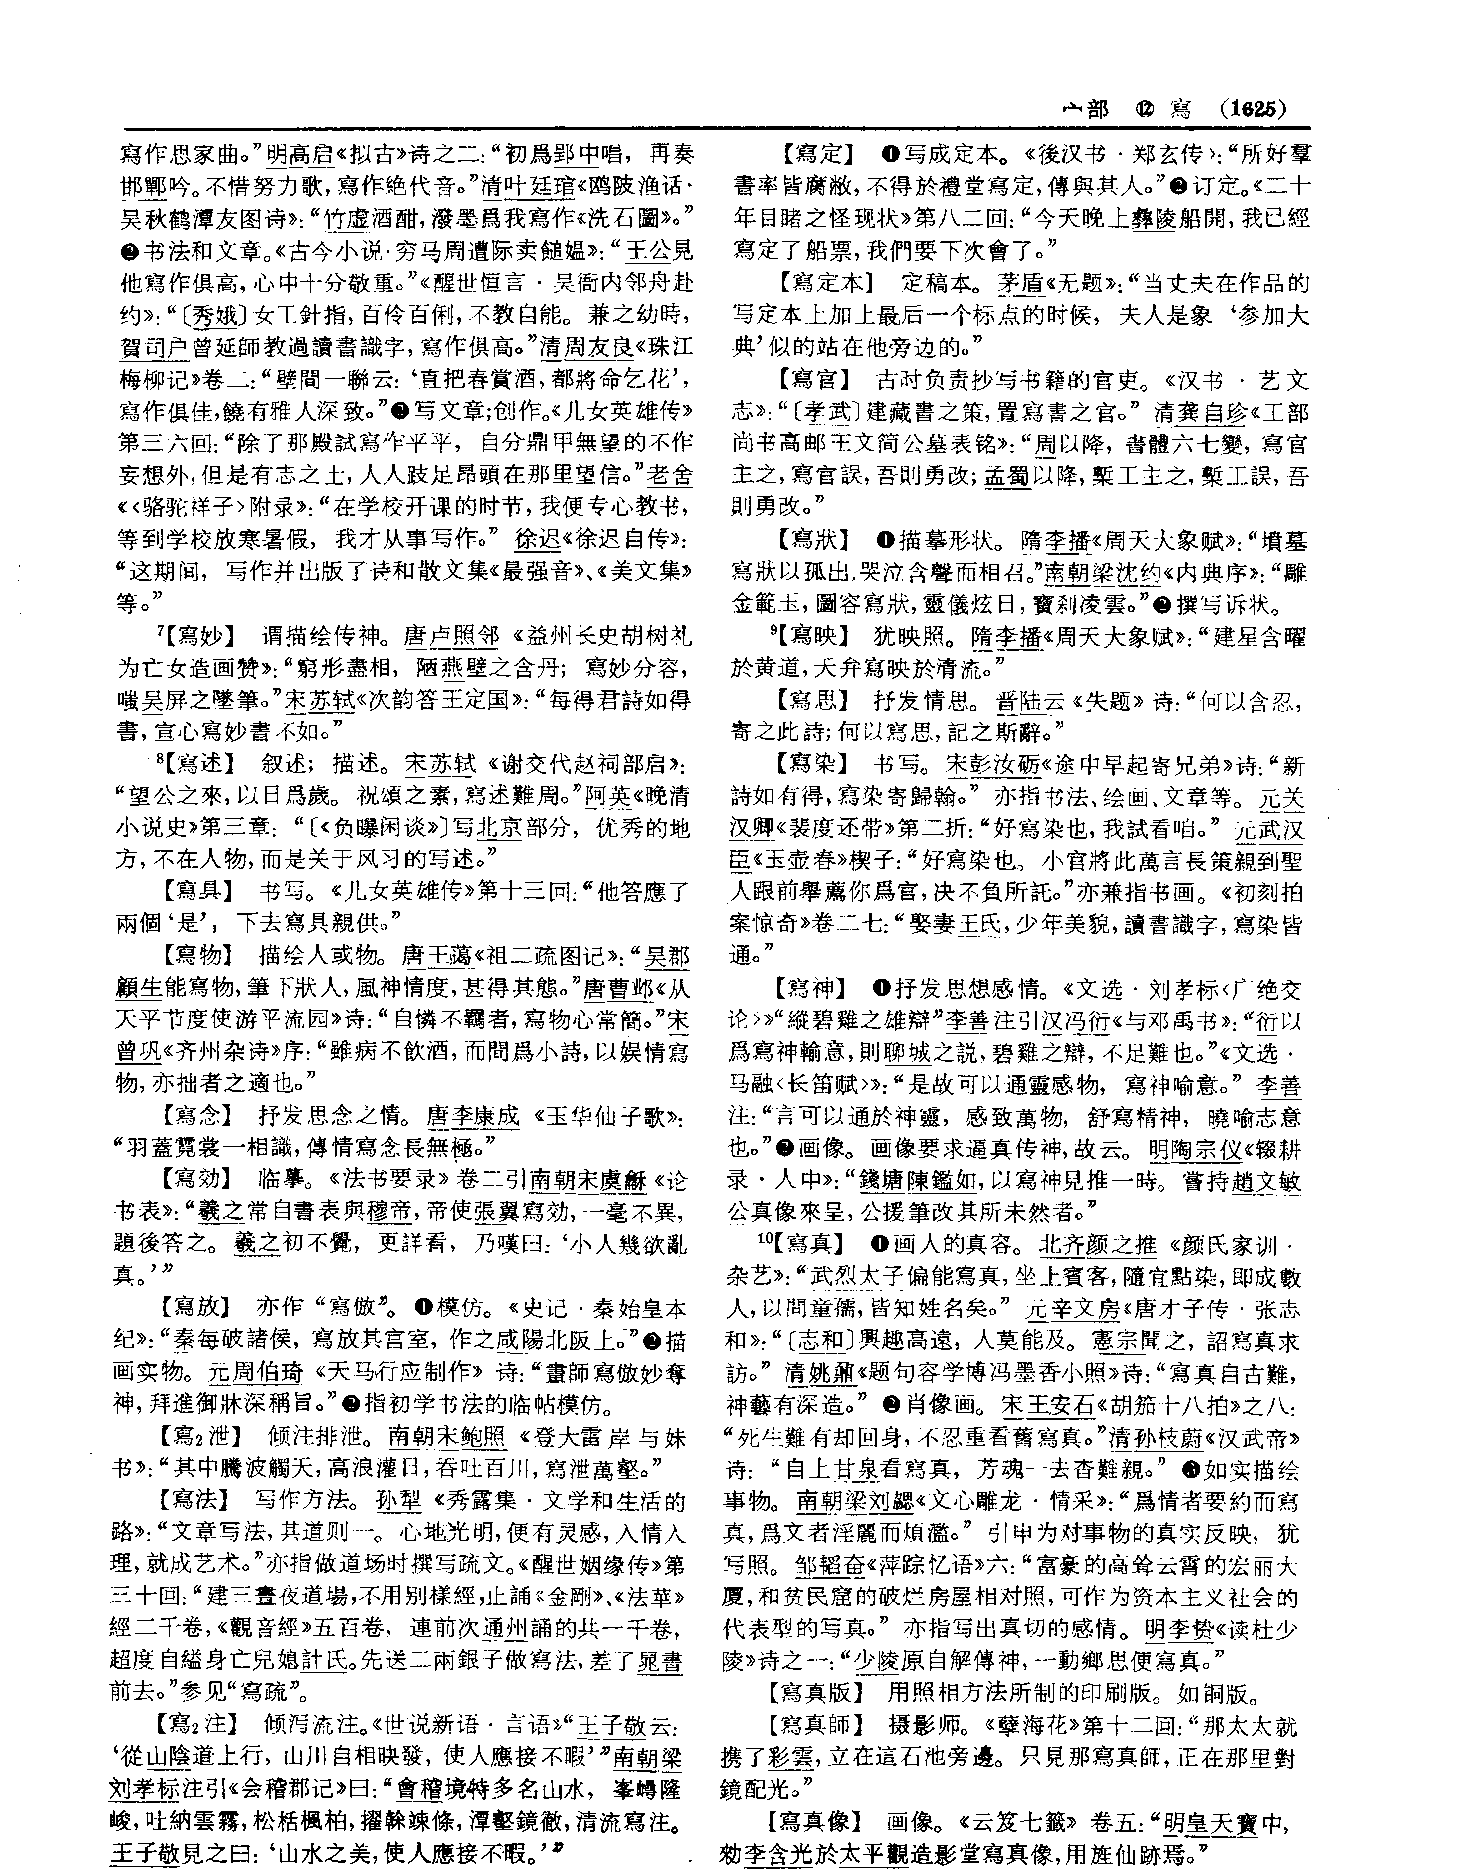 宀部 ⑫ 寫 (1625)
寫作思家曲。”明高启《拟古》诗之二：“初爲郢中唱，再奏
邯鄲吟。不惜努力歌，寫作绝代音。”清叶廷琯《鸥陂渔话·
吴秋鹤潭友图诗》：“竹虚酒酣，潑墨爲我寫作《洗石圖》。”
❷书法和文章。《古今小说·穷马周遭际卖䭔媪》：“王公見
他寫作俱高，心中十分敬重。”《醒世恒言·吴衙内邻舟赴
约》：“〔秀娥〕女工針指，百伶百俐，不教自能。兼之幼時，
賀司户曾延師教過讀書識字，寫作俱高。”清周友良《珠江
梅柳记》卷二：“壁間一聯云：‘直把春賞酒，都將命乞花’，
寫作俱佳，饒有雅人深致。”❸写文章；创作。《儿女英雄传》
第三六回：“除了那殿試寫作平平，自分鼎甲無望的不作
妄想外，但是有志之士，人人跂足昂頭在那里望信。”老舍
《〈骆驼祥子〉附录》：“在学校开课的时节，我便专心教书，
等到学校放寒暑假，我才从事写作。”徐迟《徐迟自传》：
“这期间，写作并出版了诗和散文集《最强音》、《美文集》
等。”
7【寫妙】 谓描绘传神。唐卢照邻《益州长史胡树礼
为亡女造画赞》：“窮形盡相，陋燕壁之含丹；寫妙分容，
嗤吴屏之墜筆。”宋苏轼《次韵答王定国》：“每得君詩如得
書，宣心寫妙書不如。”
8【寫述】 叙述；描述。宋苏轼《谢交代赵祠部启》：
“望公之來，以日爲歲。祝頌之素，寫述難周。”阿英《晚清
小说史》第三章：“〔《负曝闲谈》〕写北京部分，优秀的地
方，不在人物，而是关于风习的写述。”
【寫具】 书写。《儿女英雄传》第十三回：“他答應了
兩個‘是’，下去寫具親供。”
【寫物】 描绘人或物。唐王蔼《祖二疏图记》：“吴郡
顧生能寫物，筆下狀人，風神情度，甚得其態。”唐曹邺《从
天平节度使游平流园》诗：“自憐不羈者，寫物心常簡。”宋
曾巩《齐州杂诗》序：“雖病不飲酒，而間爲小詩，以娱情寫
物，亦拙者之適也。”
【寫念】 抒发思念之情。唐李康成《玉华仙子歌》：
“羽蓋霓裳一相識，傳情寫念長無極。”
【寫効】 临摹。《法书要录》卷二引南朝宋虞龢《论
书表》：“羲之常自書表與穆帝，帝使張翼寫効，一毫不異，
題後答之。羲之初不覺，更詳看，乃嘆曰：‘小人幾欲亂
真。’”
【寫放】 亦作“寫倣”。❶模仿。《史记·秦始皇本
纪》：“秦每破諸侯，寫放其宫室，作之咸陽北阪上。”❷描
画实物。元周伯琦《天马行应制作》诗：“畫師寫倣妙奪
神，拜進御牀深稱旨。”❸指初学书法的临帖模仿。
【寫2泄】 倾注排泄。南朝宋鲍照《登大雷岸与妹
书》：“其中騰波觸天，高浪灌日，吞吐百川，寫泄萬壑。”
【寫法】 写作方法。孙犁《秀露集·文学和生活的
路》：“文章写法，其道则一。心地光明，便有灵感，入情入
理，就成艺术。”亦指做道场时撰写疏文。《醒世姻缘传》第
三十回：“建三晝夜道場，不用别樣經，止誦《金剛》、《法華》
經二千卷，《觀音經》五百卷，連前次通州誦的共一千卷，
超度自縊身亡兒媳計氏。先送二兩銀子做寫法，差了晁書
前去。”参见“寫疏”。
【寫2注】 倾泻流注。《世说新语·言语》“王子敬云：
‘從山陰道上行，山川自相映發，使人應接不暇’”南朝梁
刘孝标注引《会稽郡记》曰：“會稽境特多名山水，峯崿隆
峻，吐納雲霧，松栝楓柏，擢榦竦條，潭壑鏡徹，清流寫注。
王子敬見之曰：‘山水之美，使人應接不暇。’”
【寫定】 ❶写成定本。《後汉书·郑玄传》：“所好羣
書率皆腐敝，不得於禮堂寫定，傳與其人。”❷订定。《二十
年目睹之怪现状》第八二回：“今天晚上彝陵船開，我已經
寫定了船票，我們要下次會了。”
【寫定本】 定稿本。茅盾《无题》：“当丈夫在作品的
写定本上加上最后一个标点的时候，夫人是象‘参加大
典’似的站在他旁边的。”
【寫官】 古时负责抄写书籍的官吏。《汉书·艺文
志》：“〔孝武〕建藏書之策，置寫書之官。”清龚自珍《工部
尚书高邮王文简公墓表铭》：“周以降，書體六七變，寫官
主之，寫官誤，吾則勇改；孟蜀以降，槧工主之，槧工誤，吾
則勇改。”
【寫狀】 ❶描摹形状。隋李播《周天大象赋》：“墳墓
寫狀以孤出，哭泣含聲而相召。”南朝梁沈约《内典序》：“雕
金範玉，圖容寫狀，靈儀炫日，寶刹凌雲。”❷撰写诉状。
9【寫映】 犹映照。隋李播《周天大象赋》：“建星含曜
於黄道，天弁寫映於清流。”
【寫思】 抒发情思。晋陆云《失题》诗：“何以含忍，
寄之此詩；何以寫思，記之斯辭。”
【寫染】 书写。宋彭汝砺《途中早起寄兄弟》诗：“新
詩如有得，寫染寄歸翰。”亦指书法、绘画、文章等。元关
汉卿《裴度还带》第二折：“好寫染也，我試看咱。”元武汉
臣《玉壶春》楔子：“好寫染也。小官將此萬言長策親到聖
人跟前舉薦你爲官，决不負所託。”亦兼指书画。《初刻拍
案惊奇》卷二七：“娶妻王氏，少年美貌，讀書識字，寫染皆
通。”
【寫神】 ❶抒发思想感情。《文选·刘孝标〈广绝交
论〉》“縱碧雞之雄辯”李善注引汉冯衍《与邓禹书》：“衍以
爲寫神輸意，則聊城之説，碧雞之辯，不足難也。”《文选·
马融〈长笛赋〉》：“是故可以通靈感物，寫神喻意。”李善
注：“言可以通於神靈，感致萬物，舒寫精神，曉喻志意
也。”❷画像。画像要求逼真传神，故云。明陶宗仪《辍耕
录·人中》：“錢塘陳鑑如，以寫神見推一時。嘗持趙文敏
公真像來呈，公援筆改其所未然者。”
10【寫真】 ❶画人的真容。北齐颜之推《颜氏家训·
杂艺》：“武烈太子偏能寫真，坐上賓客，隨宜點染，即成數
人，以問童儒，皆知姓名矣。”元辛文房《唐才子传·张志
和》：“〔志和〕興趣高遠，人莫能及。憲宗聞之，詔寫真求
訪。”清姚鼐《题句容学博冯墨香小照》诗：“寫真自古難，
神藝有深造。”❷肖像画。宋王安石《胡笳十八拍》之八：
“死生難有却回身，不忍重看舊寫真。”清孙枝蔚《汉武帝》
诗：“自上甘泉看寫真，芳魂一去杳難親。”❸如实描绘
事物。南朝梁刘勰《文心雕龙·情采》：“爲情者要約而寫
真，爲文者淫麗而煩濫。”引申为对事物的真实反映，犹
写照。邹韬奋《萍踪忆语》六：“富豪的高耸云霄的宏丽大
厦，和贫民窟的破烂房屋相对照，可作为资本主义社会的
代表型的写真。”亦指写出真切的感情。明李贽《读杜少
陵》诗之一：“少陵原自解傳神，一動鄉思便寫真。”
【寫真版】 用照相方法所制的印刷版。如铜版。
【寫真師】 摄影师。《孽海花》第十二回：“那太太就
携了彩雲，立在這石池旁邊。只見那寫真師，正在那里對
鏡配光。”
【寫真像】 画像。《云笈七籤》卷五：“明皇天寶中，
勑李含光於太平觀造影堂寫真像，用旌仙跡焉。”